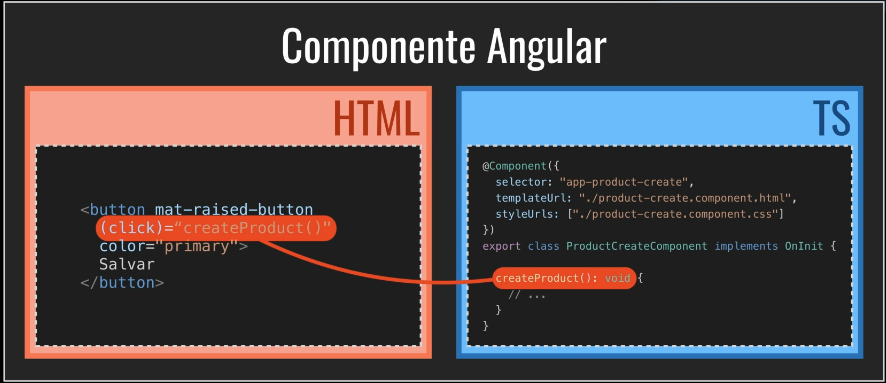 Componente Angular
HTML
<button mat-raised-button
(click)=“createProduct()"
color="primary">
Salvar
</button>
TS
@Component({
selector: "app-product-create",
templateUrl: "./product-create.component.html",
styleUrls: ["./product-create.component.css"]
})
export class ProductCreateComponent implements OnInit {
createProduct(): void {
// ...
}
}